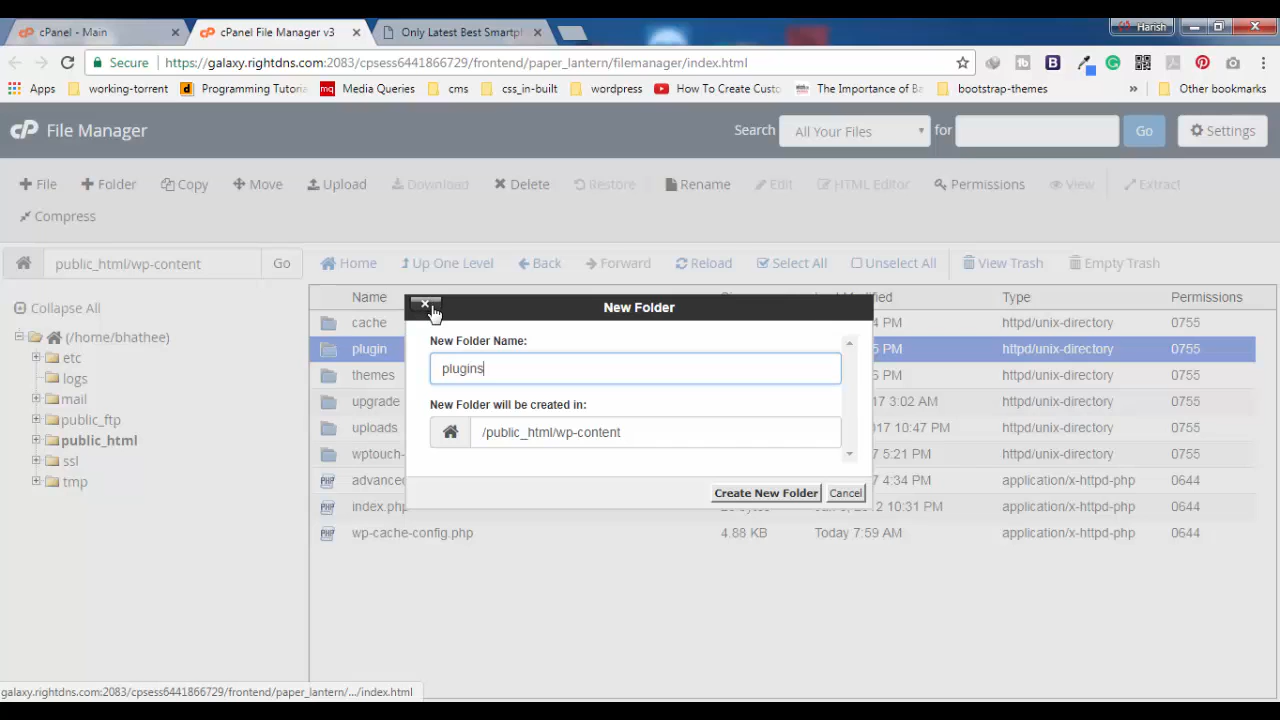 cPanel - Main
cPanel File Manager v3
Only Latest Best Smartpl
Harish
Secure https://galaxy.rightdns.com:2083/cpsess6441866729/frontend/paper_lantern/filemanager/index.html
Apps working-torrent Programming Tutoria Media Queries cms css_in-built wordpress How To Create Custo The Importance of Ba bootstrap-themes » Other bookmarks
cP File Manager
Search All Your Files for Go Settings
File Folder Copy Move Upload Download Delete Restore Rename Edit HTML Editor Permissions View Extract
Compress
public_html/wp-content Go Home Up One Level Back Forward Reload Select All Unselect All View Trash Empty Trash
Collapse All
(/home/bhathee)
etc
logs
mail
public_ftp
public_html
ssl
tmp
Name Type Permissions
cache PM httpd/unix-directory 0755
plugin PM httpd/unix-directory 0755
themes PM httpd/unix-directory 0755
upgrade 17 3:02 AM httpd/unix-directory 0755
uploads 017 10:47 PM httpd/unix-directory 0755
wptouch- 17 5:21 PM httpd/unix-directory 0755
advanced 17 4:34 PM application/x-httpd-php 0644
index.php 2012 10:31 PM application/x-httpd-php 0644
wp-cache-config.php 4.88 KB Today 7:59 AM application/x-httpd-php 0644
New Folder
New Folder Name:
plugins
New Folder will be created in:
/public_html/wp-content
Create New Folder Cancel
galaxy.rightdns.com:2083/cpsess6441866729/frontend/paper_lantern/.../index.html